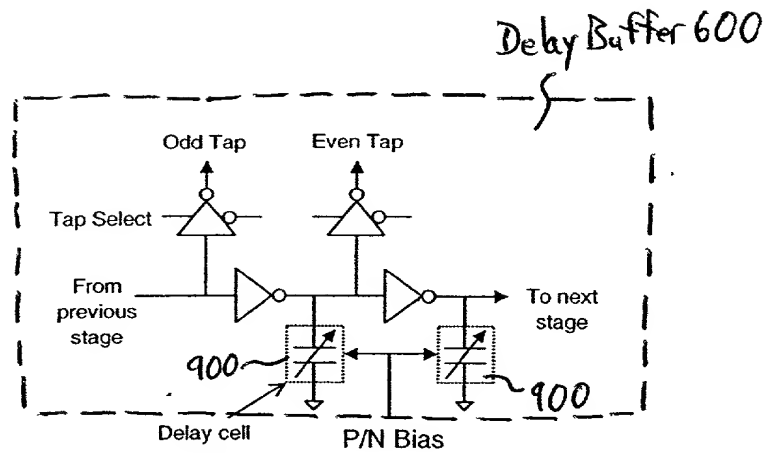 Delay Buffer 600
Odd Tap
Even Tap
Tap Select
From
previous
stage
To next
stage
900
900
Delay cell
P/N Bias